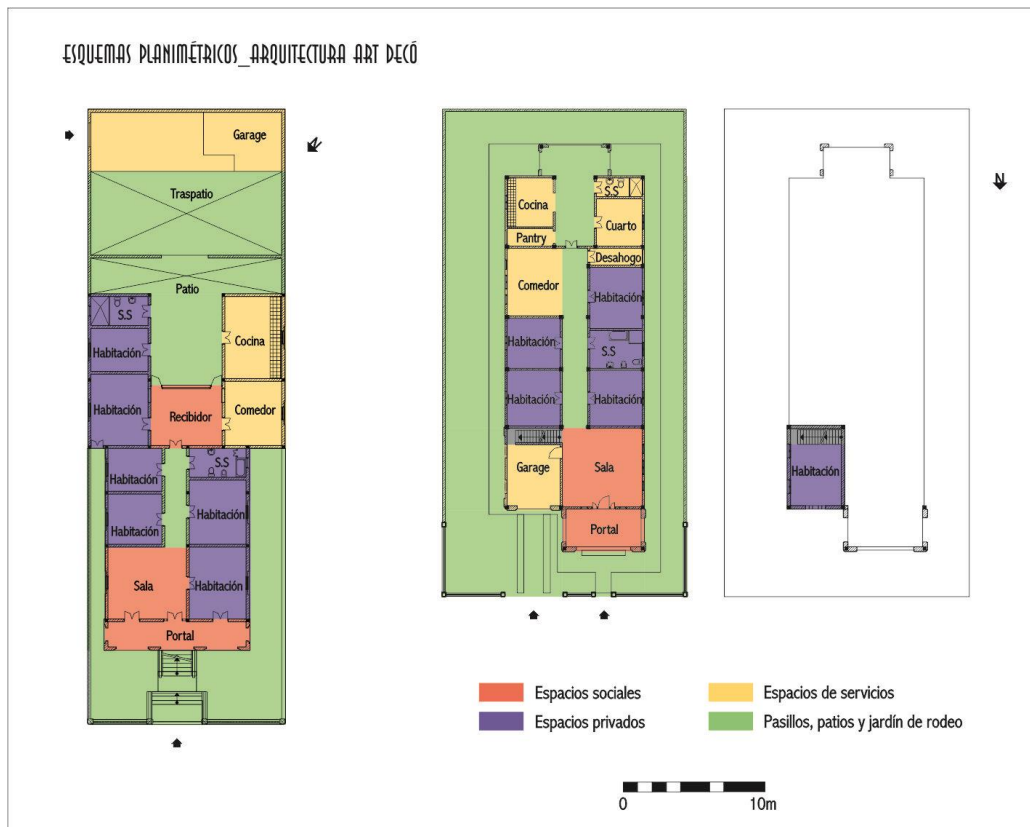 ESQUEMAS PLANIMÉTRICOS_ARQUITECTURA ART DECÓ
Garage
N
Traspatio
Patio
S.S
Habitación
Cocina
Habitación
Recibidor
Comedor
Habitación
S.S
Habitación
Habitación
Sala
Habitación
Portal
Cocina
S.S
Pantry
Cuarto
Desahogo
Comedor
Habitación
Habitación
S.S
Habitación
Habitación
Garage
Sala
Portal
N
Habitación
Espacios sociales
Espacios de servicios
Espacios privados
Pasillos, patios y jardín de rodeo
0 10m